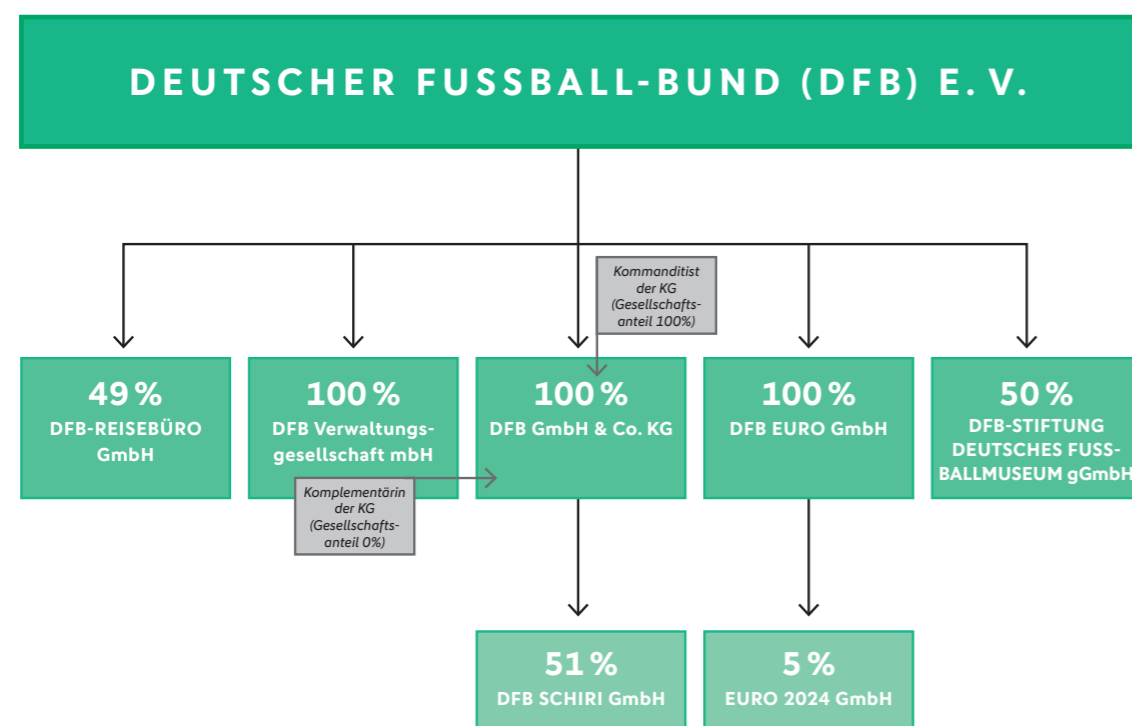 DEUTSCHER FUSSBALL-BUND (DFB) E. V.
Kommanditist
der KG
(Gesellschafts-
anteil 100%)
49 %
DFB-REISEBÜRO
GmbH
100 %
DFB Verwaltungs-
gesellschaft mbH
100 %
DFB GmbH & Co. KG
100 %
DFB EURO GmbH
50 %
DFB-STIFTUNG
DEUTSCHES FUSS-
BALLMUSEUM gGmbH
Komplementärin
der KG
(Gesellschafts-
anteil 0%)
51 %
DFB SCHIRI GmbH
5 %
EURO 2024 GmbH